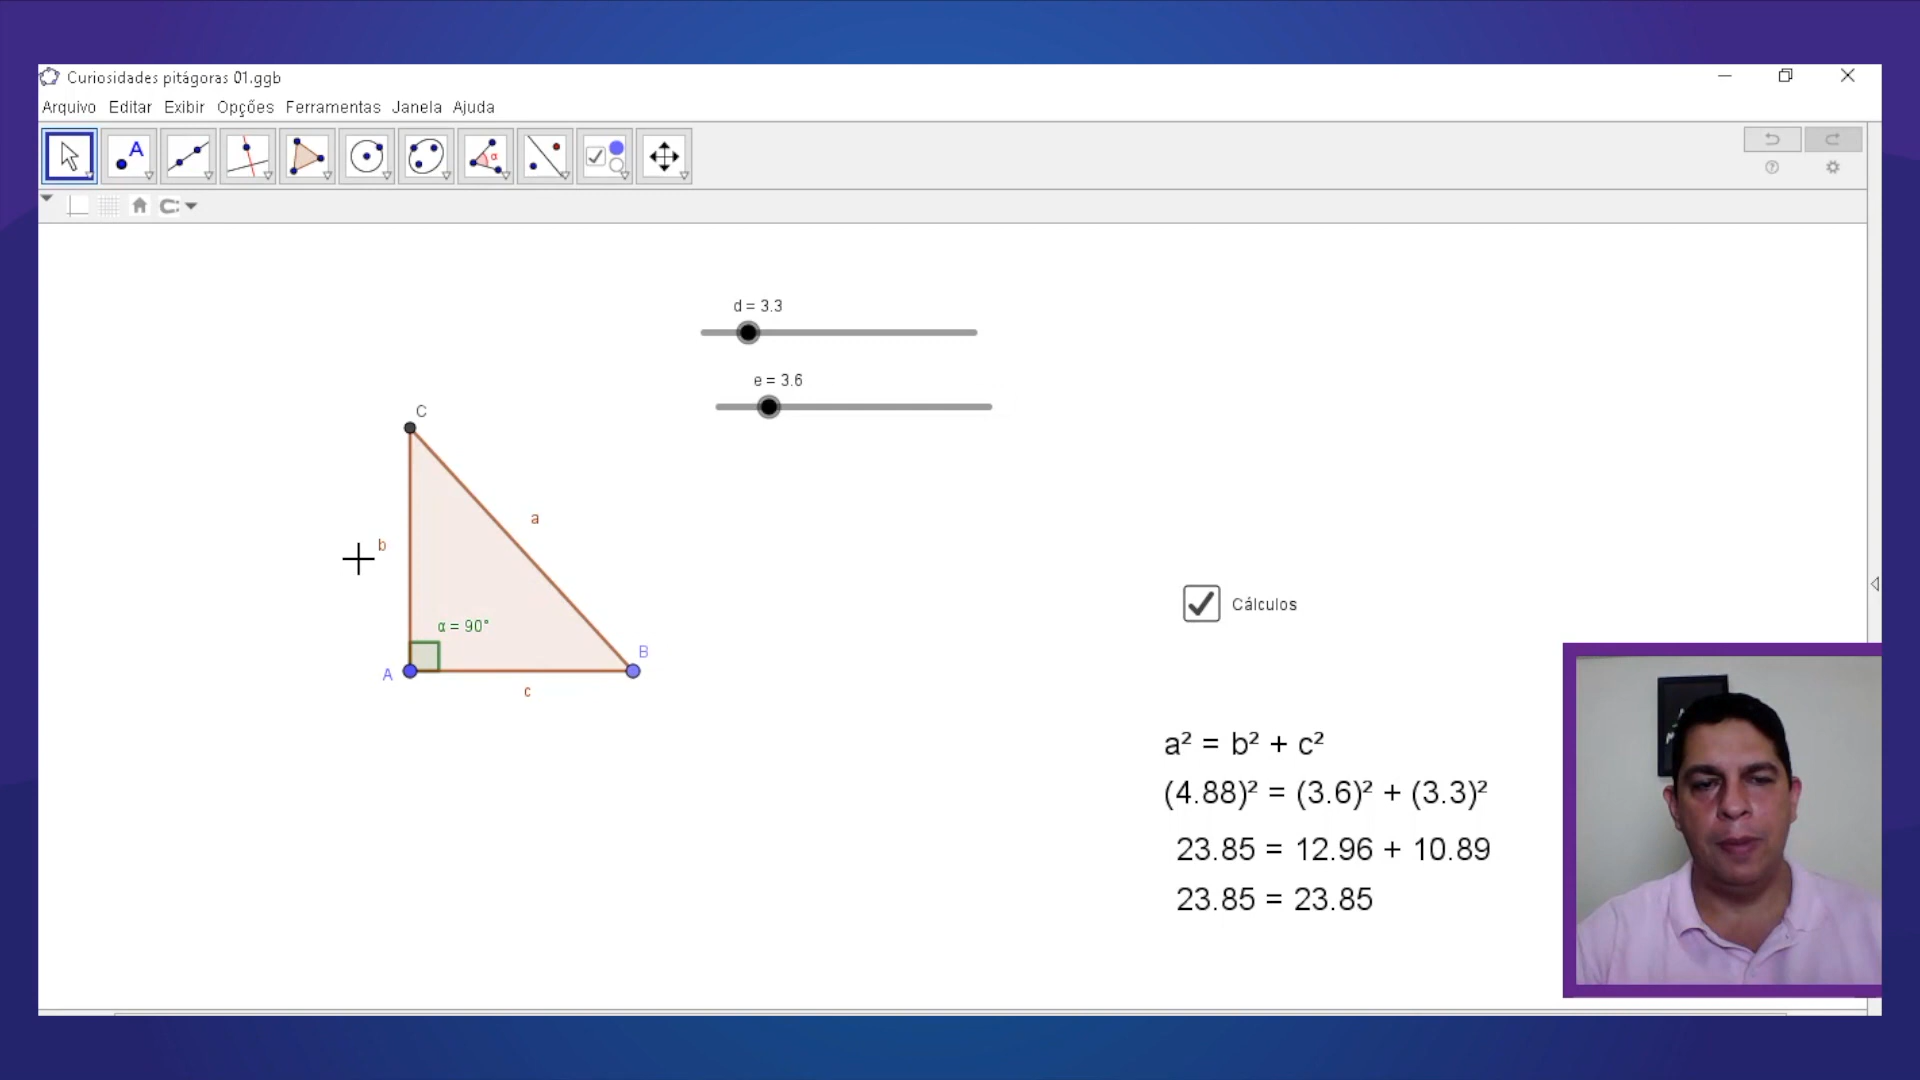 Curiosidades pitágoras 01.ggb
Arquivo Editar Exibir Opções Ferramentas Janela Ajuda
A
α
d = 3.3
e = 3.6
C
a
b
α = 90°
A
B
c
Cálculos
a² = b² + c²
(4.88)² = (3.6)² + (3.3)²
23.85 = 12.96 + 10.89
23.85 = 23.85